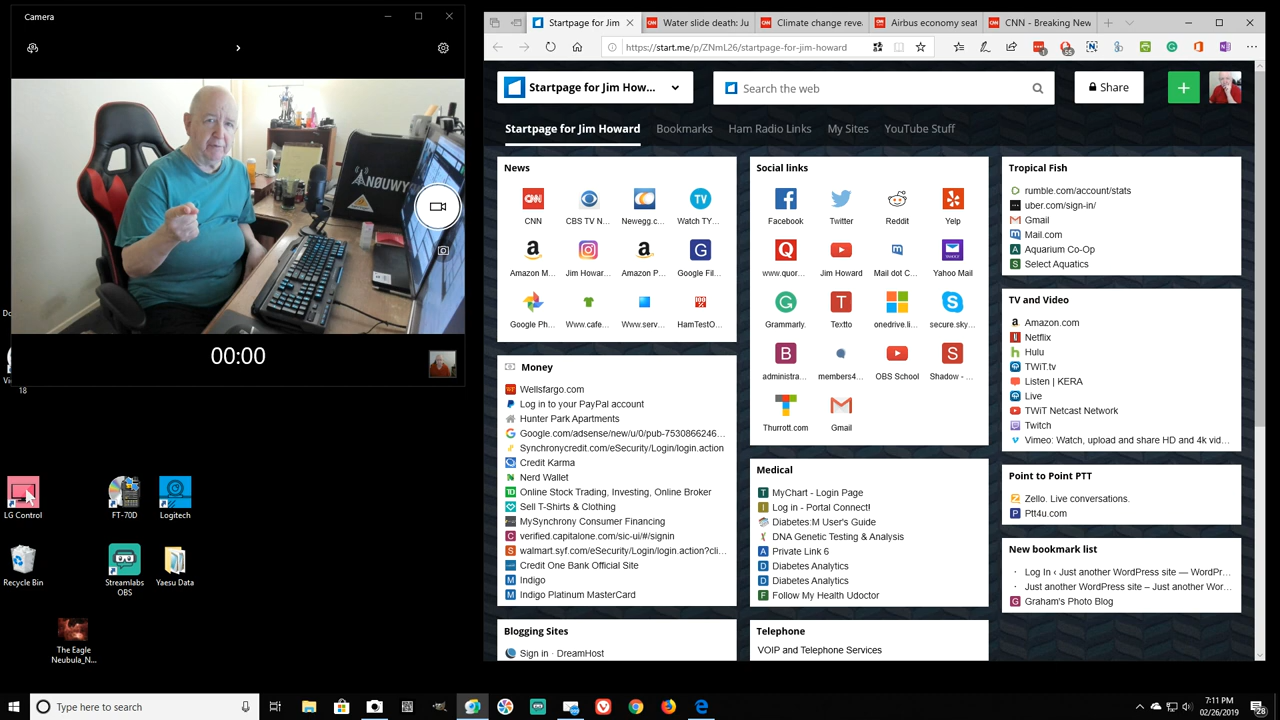 Camera
00:00
18
LG Control
FT-70D
Logitech
Recycle Bin
Streamlabs
OBS
Yaesu Data
The Eagle
Neubula_N...
ANØUWY
Startpage for Jim
Water slide death: Ju
Climate change reve
Airbus economy seat
CNN - Breaking New
https://start.me/p/ZNmL26/startpage-for-jim-howard
Startpage for Jim How...
Search the web
Share
Startpage for Jim Howard
Bookmarks
Ham Radio Links
My Sites
YouTube Stuff
News
CNN
CBS TV N...
Newegg.c...
Watch TY...
Amazon M...
Jim Howar...
Amazon P...
Google Fil...
Google Ph...
Www.cafe...
Www.serv...
HamTestO...
Money
Wellsfargo.com
Log in to your PayPal account
Hunter Park Apartments
Google.com/adsense/new/u/0/pub-7530866246...
Synchronycredit.com/eSecurity/Login/login.action
Credit Karma
Nerd Wallet
Online Stock Trading, Investing, Online Broker
Sell T-Shirts & Clothing
MySynchrony Consumer Financing
verified.capitalone.com/sic-ui/#/signin
walmart.syf.com/eSecurity/Login/login.action?cli...
Credit One Bank Official Site
Indigo
Indigo Platinum MasterCard
Blogging Sites
Sign in · DreamHost
Social links
Facebook
Twitter
Reddit
Yelp
www.quor...
Jim Howard
Mail dot C...
Yahoo Mail
Grammarly.
Textto
onedrive.li...
secure.sky...
administra...
members4...
OBS School
Shadow - ...
Thurrott.com
Gmail
Medical
MyChart - Login Page
Log in - Portal Connect!
Diabetes:M User's Guide
DNA Genetic Testing & Analysis
Private Link 6
Diabetes Analytics
Diabetes Analytics
Follow My Health Udoctor
Telephone
VOIP and Telephone Services
Tropical Fish
rumble.com/account/stats
uber.com/sign-in/
Gmail
Mail.com
Aquarium Co-Op
Select Aquatics
TV and Video
Amazon.com
Netflix
Hulu
TWiT.tv
Listen | KERA
Live
TWiT Netcast Network
Twitch
Vimeo: Watch, upload and share HD and 4k vid...
Point to Point PTT
Zello. Live conversations.
Ptt4u.com
New bookmark list
Log In ‹ Just another WordPress site — WordPr...
Just another WordPress site – Just another Wor...
Graham's Photo Blog
Type here to search
7:11 PM
02/26/2019
28